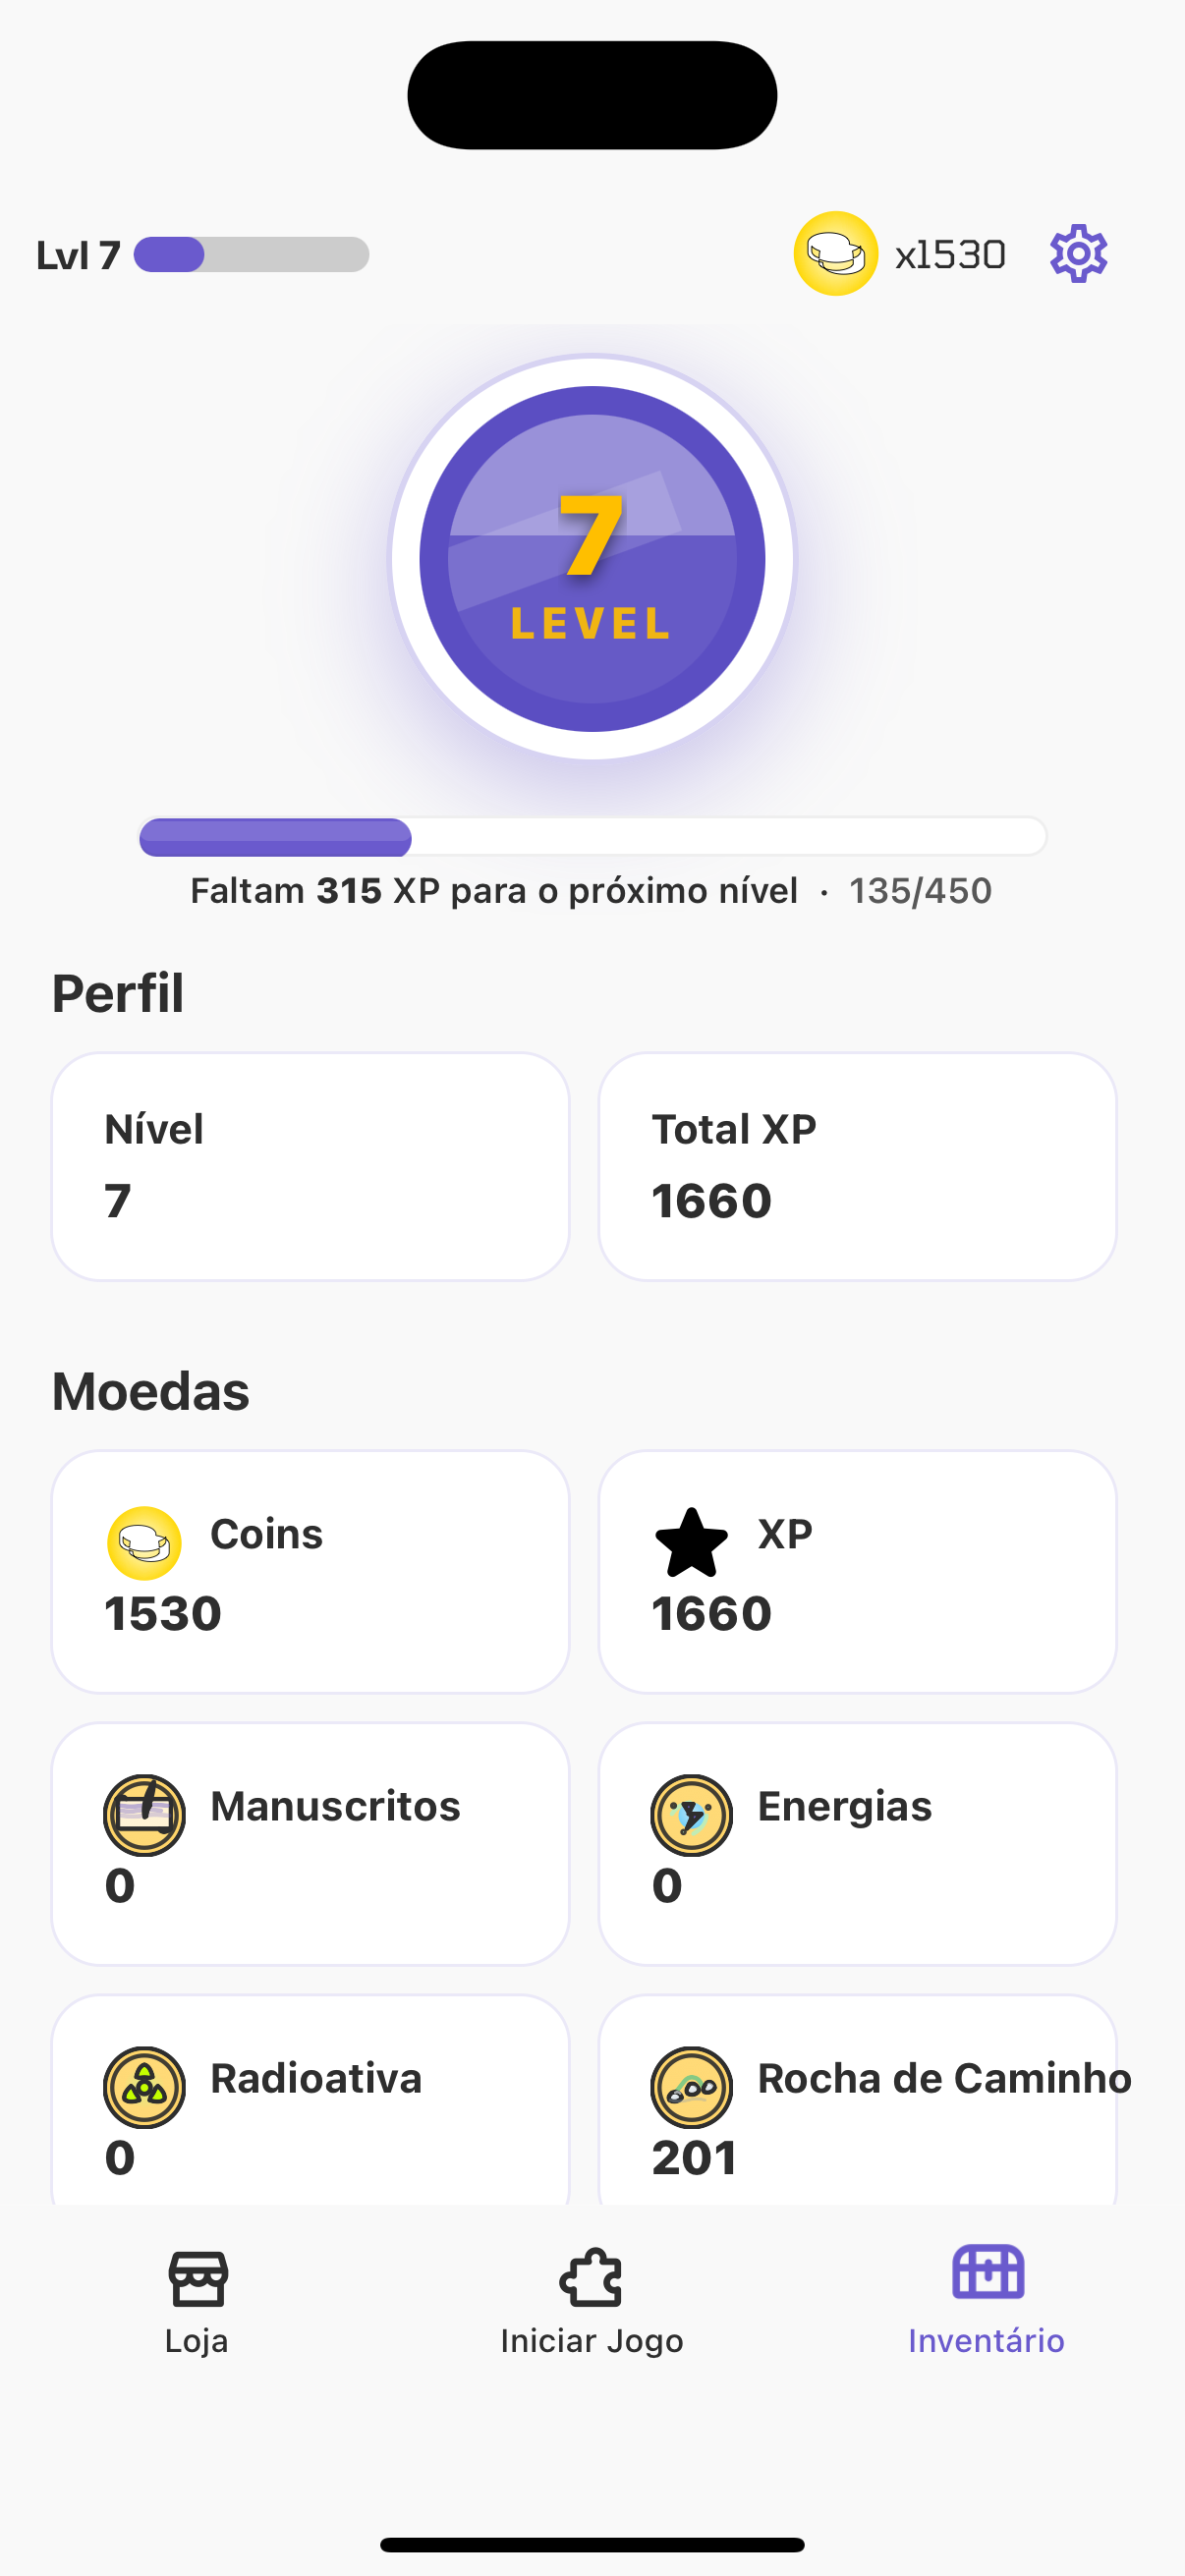 Lvl 7
x1530
7
LEVEL
Faltam 315 XP para o próximo nível · 135/450
Perfil
Nível
7
Total XP
1660
Moedas
Coins
1530
XP
1660
Manuscritos
0
Energias
0
Radioativa
0
Rocha de Caminho
201
Loja
Iniciar Jogo
Inventário